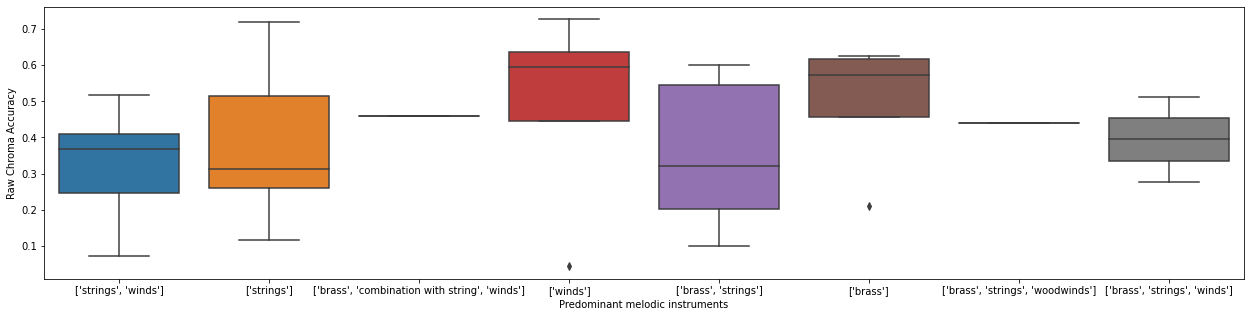 Raw Chroma Accuracy
0.7
0.6
0.5
0.4
0.3
0.2
0.1
['strings', 'winds']
['strings']
['brass', 'combination with string', 'winds']
['winds']
['brass', 'strings']
['brass']
['brass', 'strings', 'woodwinds']
['brass', 'strings', 'winds']
Predominant melodic instruments